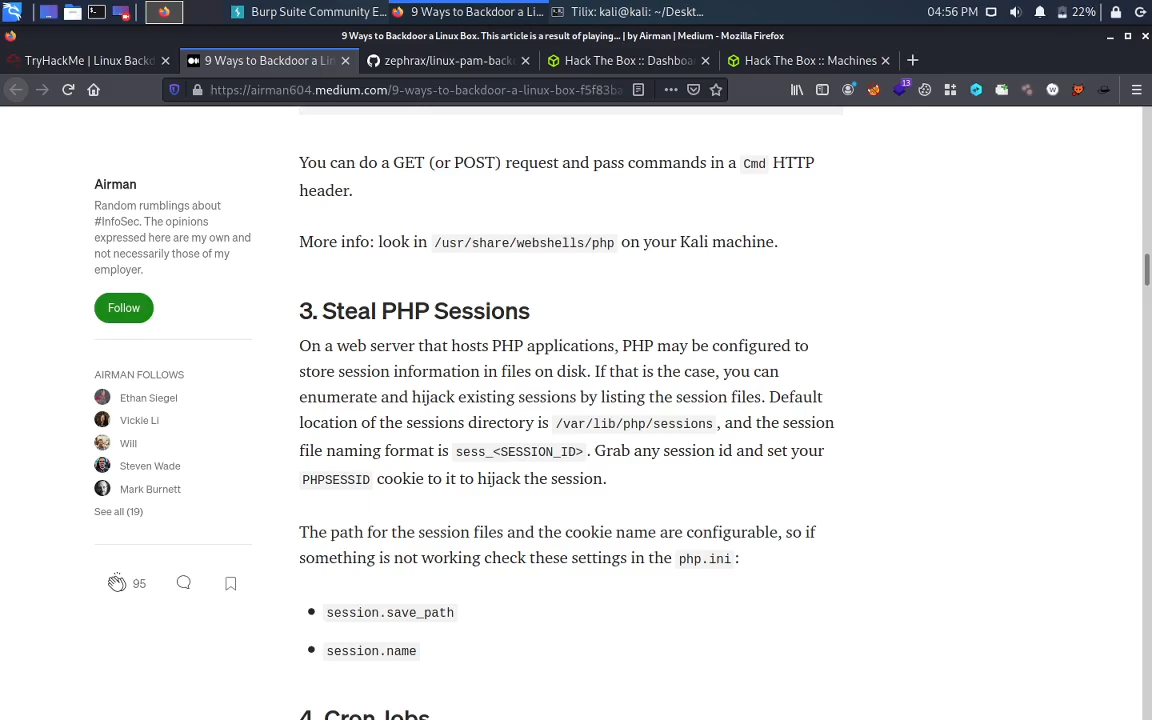 Burp Suite Community E...
9 Ways to Backdoor a Li...
Tilix: kali@kali: ~/Deskt...
04:56 PM
22%
9 Ways to Backdoor a Linux Box. This article is a result of playing… | by Airman | Medium - Mozilla Firefox
TryHackMe | Linux Backd
9 Ways to Backdoor a Lin
zephrax/linux-pam-back
Hack The Box :: Dashboa
Hack The Box :: Machines
https://airman604.medium.com/9-ways-to-backdoor-a-linux-box-f5f83ba
13
You can do a GET (or POST) request and pass commands in a Cmd HTTP
header.
More info: look in /usr/share/webshells/php on your Kali machine.
Airman
Random rumblings about
#InfoSec. The opinions
expressed here are my own and
not necessarily those of my
employer.
Follow
AIRMAN FOLLOWS
Ethan Siegel
Vickie Li
Will
Steven Wade
Mark Burnett
See all (19)
95
3. Steal PHP Sessions
On a web server that hosts PHP applications, PHP may be configured to
store session information in files on disk. If that is the case, you can
enumerate and hijack existing sessions by listing the session files. Default
location of the sessions directory is /var/lib/php/sessions, and the session
file naming format is sess_<SESSION_ID>. Grab any session id and set your
PHPSESSID cookie to it to hijack the session.
The path for the session files and the cookie name are configurable, so if
something is not working check these settings in the php.ini:
session.save_path
session.name
4. Cron Jobs